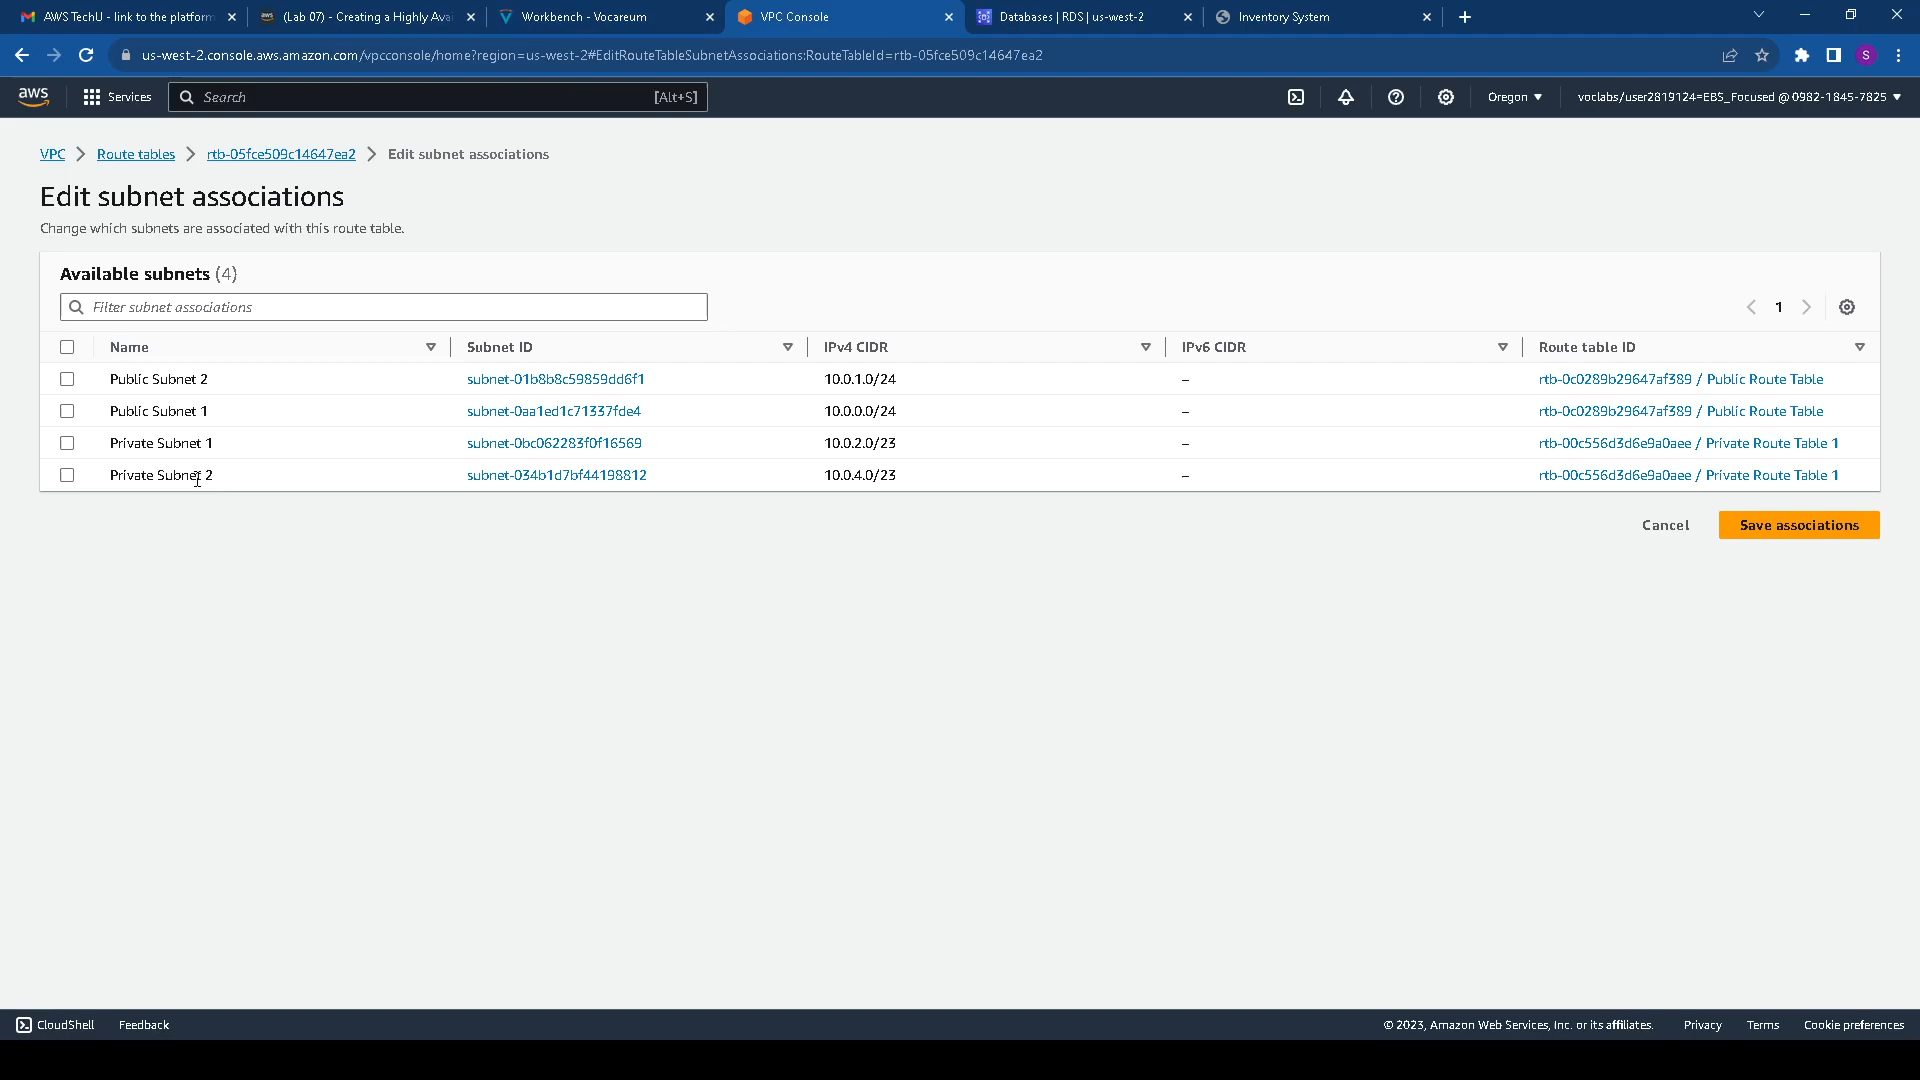 AWS TechU - link to the platform
(Lab 07) - Creating a Highly Avai
Workbench - Vocareum
VPC Console
Databases | RDS | us-west-2
Inventory System
us-west-2.console.aws.amazon.com/vpcconsole/home?region=us-west-2#EditRouteTableSubnetAssociations:RouteTableId=rtb-05fce509c14647ea2
S
aws
Services
Search
[Alt+S]
Oregon
voclabs/user2819124=EBS_Focused @ 0982-1845-7825
VPC
Route tables
rtb-05fce509c14647ea2
Edit subnet associations
Edit subnet associations
Change which subnets are associated with this route table.
Available subnets (4)
Filter subnet associations
1
Name Subnet ID IPv4 CIDR IPv6 CIDR Route table ID
Public Subnet 2 subnet-01b8b8c59859dd6f1 10.0.1.0/24 – rtb-0c0289b29647af389 / Public Route Table
Public Subnet 1 subnet-0aa1ed1c71337fde4 10.0.0.0/24 – rtb-0c0289b29647af389 / Public Route Table
Private Subnet 1 subnet-0bc062283f0f16569 10.0.2.0/23 – rtb-00c556d3d6e9a0aee / Private Route Table 1
Private Subnet 2 subnet-034b1d7bf44198812 10.0.4.0/23 – rtb-00c556d3d6e9a0aee / Private Route Table 1
Cancel
Save associations
CloudShell
Feedback
© 2023, Amazon Web Services, Inc. or its affiliates.
Privacy
Terms
Cookie preferences